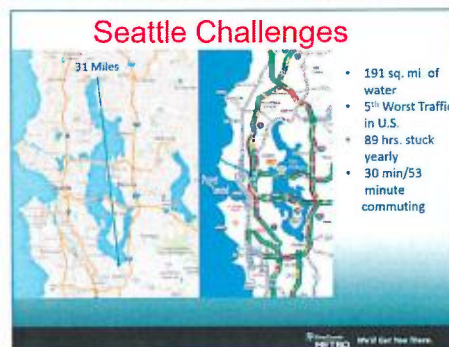 Seattle Challenges
31 Miles
• 191 sq. mi of
water
• 5th Worst Traffic
in U.S.
• 89 hrs. stuck
yearly
• 30 min/53
minute
commuting
METRO We'll Get You There.